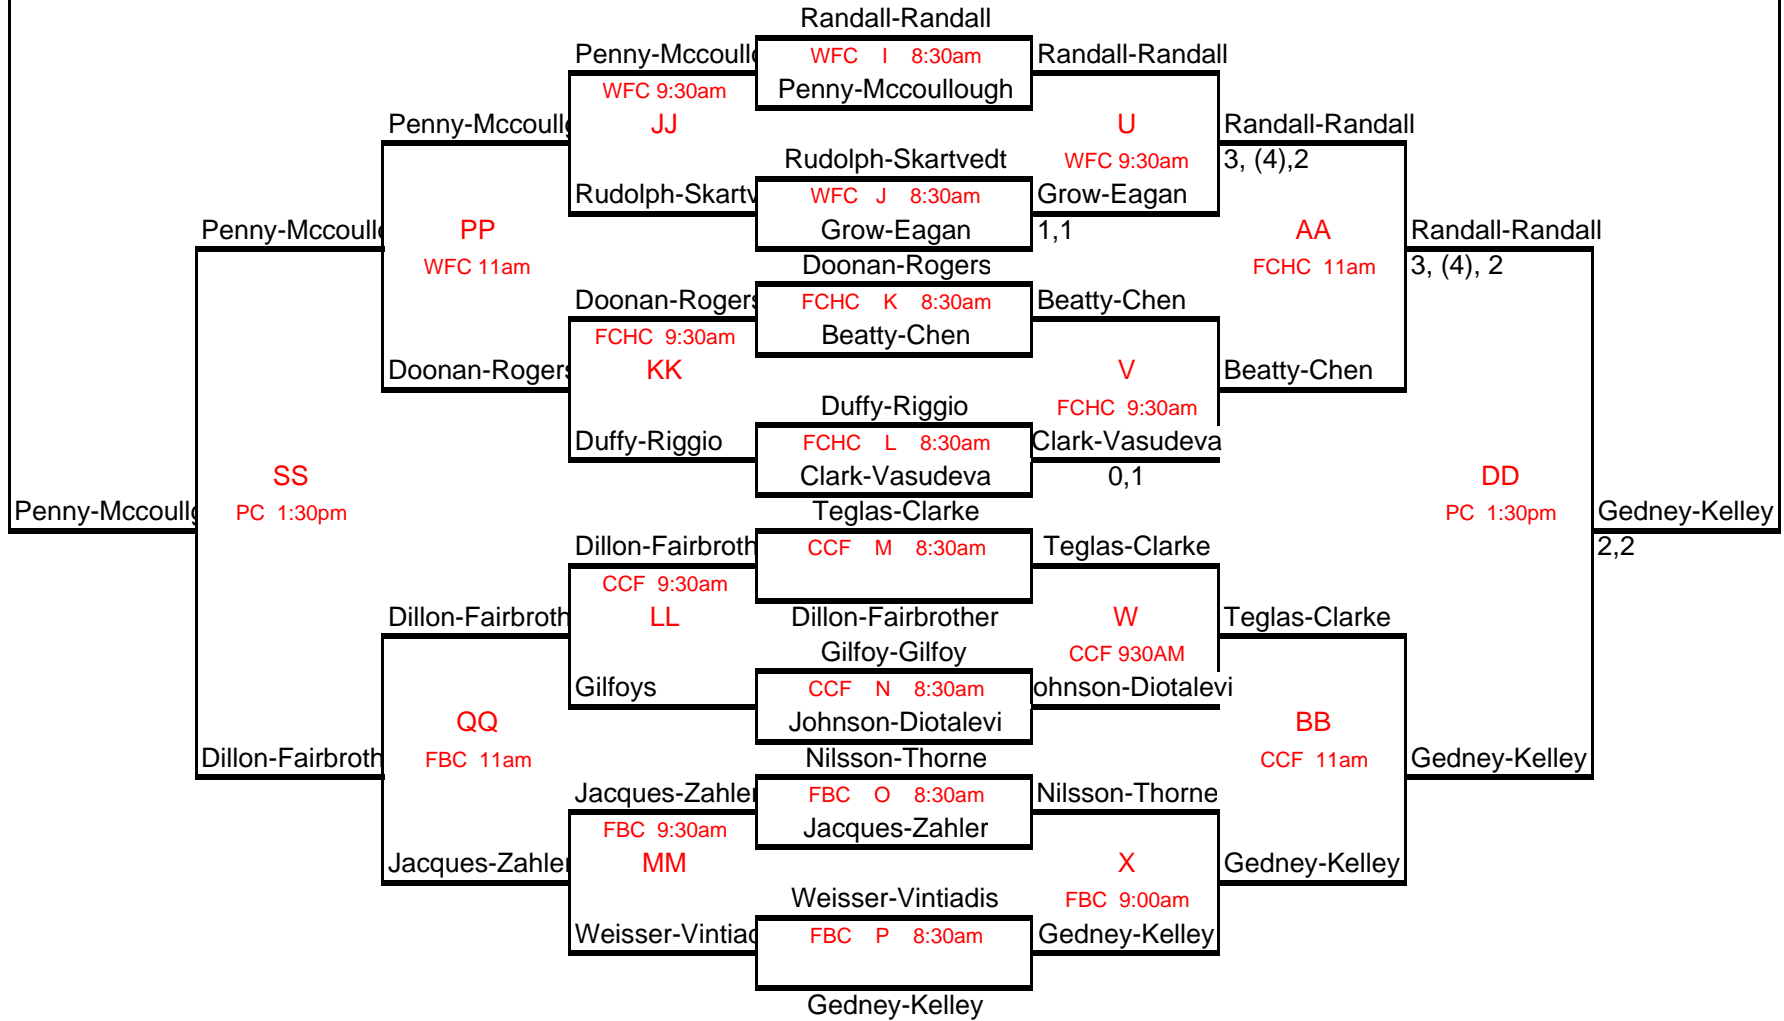 Randall-Randall
Penny-Mccoullo
WFC I 8:30am
Randall-Randall
WFC 9:30am
Penny-Mccoullough
Penny-Mccoullg
JJ
U
Randall-Randall
Rudolph-Skartvedt
WFC 9:30am
3, (4),2
Rudolph-Skartv
WFC J 8:30am
Grow-Eagan
Penny-Mccoullo
PP
Grow-Eagan
1,1
AA
Randall-Randall
WFC 11am
Doonan-Rogers
FCHC 11am
3, (4), 2
Doonan-Rogers
FCHC K 8:30am
Beatty-Chen
FCHC 9:30am
Beatty-Chen
Doonan-Rogers
KK
V
Beatty-Chen
Duffy-Riggio
FCHC 9:30am
Duffy-Riggio
FCHC L 8:30am
Clark-Vasudeva
SS
Clark-Vasudeva
0,1
DD
Penny-Mccoullg
PC 1:30pm
Teglas-Clarke
PC 1:30pm
Gedney-Kelley
Dillon-Fairbroth
CCF M 8:30am
Teglas-Clarke
2,2
CCF 9:30am
Dillon-Fairbroth
LL
Dillon-Fairbrother
W
Teglas-Clarke
Gilfoy-Gilfoy
CCF 930AM
Gilfoys
CCF N 8:30am
ohnson-Diotalevi
QQ
Johnson-Diotalevi
BB
Dillon-Fairbroth
FBC 11am
Nilsson-Thorne
CCF 11am
Gedney-Kelley
Jacques-Zahler
FBC O 8:30am
Nilsson-Thorne
FBC 9:30am
Jacques-Zahler
Jacques-Zahler
MM
X
Gedney-Kelley
Weisser-Vintiadis
FBC 9:00am
Weisser-Vintiad
FBC P 8:30am
Gedney-Kelley
Gedney-Kelley